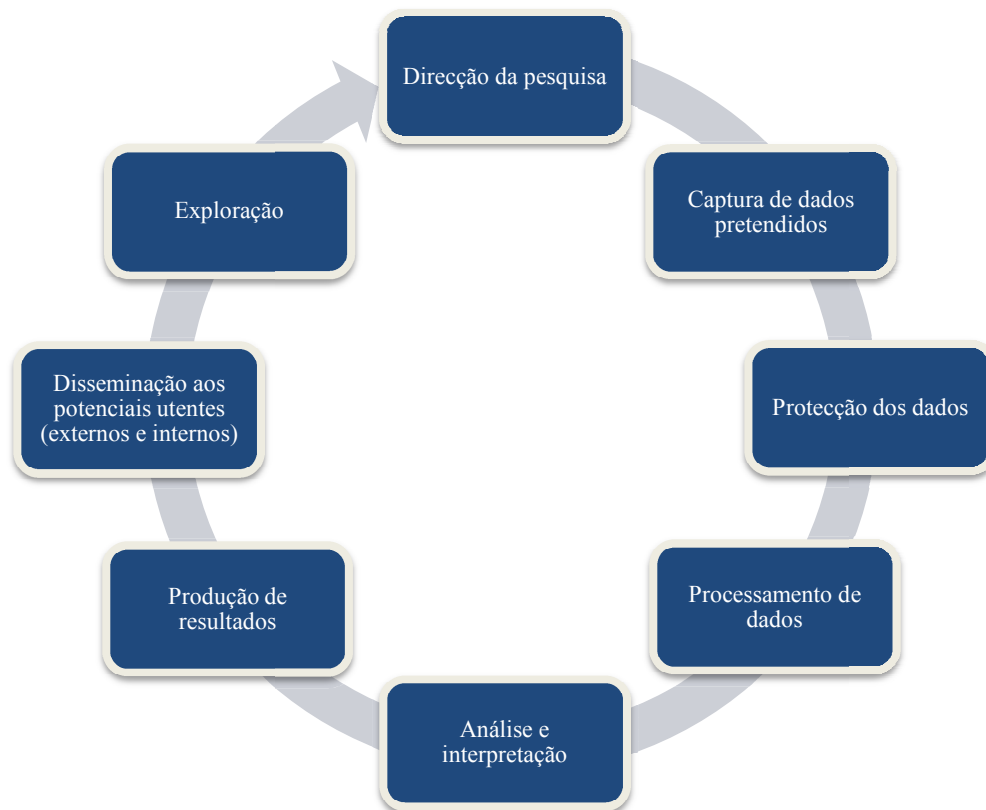 Direcção da pesquisa
Captura de dados
pretendidos
Protecção dos dados
Processamento de
dados
Análise e
interpretação
Produção de
resultados
Disseminação aos
potenciais utentes
(externos e internos)
Exploração